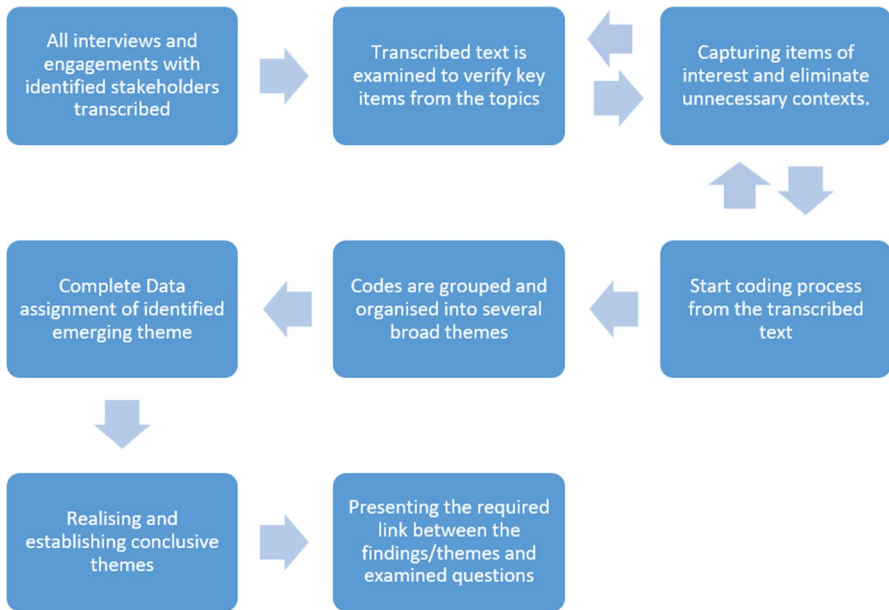 All interviews and
engagements with
identified stakeholders
transcribed
Transcribed text is
examined to verify key
items from the topics
Capturing items of
interest and eliminate
unnecessary contexts.
Start coding process
from the transcribed
text
Codes are grouped and
organised into several
broad themes
Complete Data
assignment of identified
emerging theme
Realising and
establishing conclusive
themes
Presenting the required
link between the
findings/themes and
examined questions